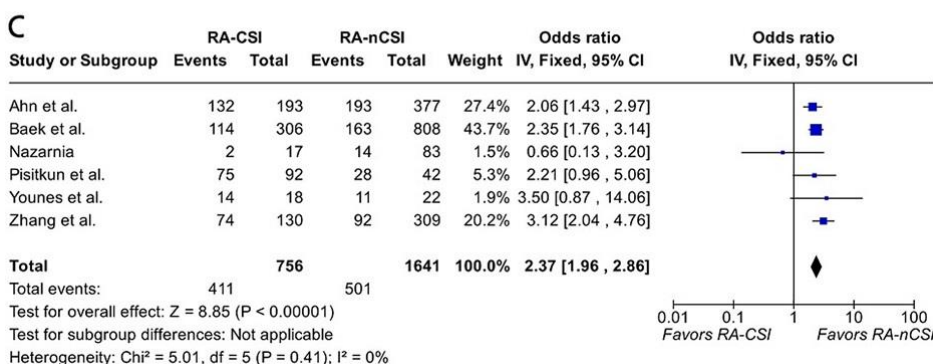 C
RA-CSI RA-nCSI Odds ratio Odds ratio
Study or Subgroup Events Total Events Total Weight IV, Fixed, 95% CI IV, Fixed, 95% CI
Ahn et al. 132 193 193 377 27.4% 2.06 [1.43 , 2.97]
Baek et al. 114 306 163 808 43.7% 2.35 [1.76 , 3.14]
Nazarnia 2 17 14 83 1.5% 0.66 [0.13 , 3.20]
Pisitkun et al. 75 92 28 42 5.3% 2.21 [0.96 , 5.06]
Younes et al. 14 18 11 22 1.9% 3.50 [0.87 , 14.06]
Zhang et al. 74 130 92 309 20.2% 3.12 [2.04 , 4.76]
Total 756 1641 100.0% 2.37 [1.96 , 2.86]
Total events: 411 501
Test for overall effect: Z = 8.85 (P < 0.00001)
0.01 0.1 1 10 100
Test for subgroup differences: Not applicable
Favors RA-CSI Favors RA-nCSI
Heterogeneity: Chi² = 5.01, df = 5 (P = 0.41); I² = 0%